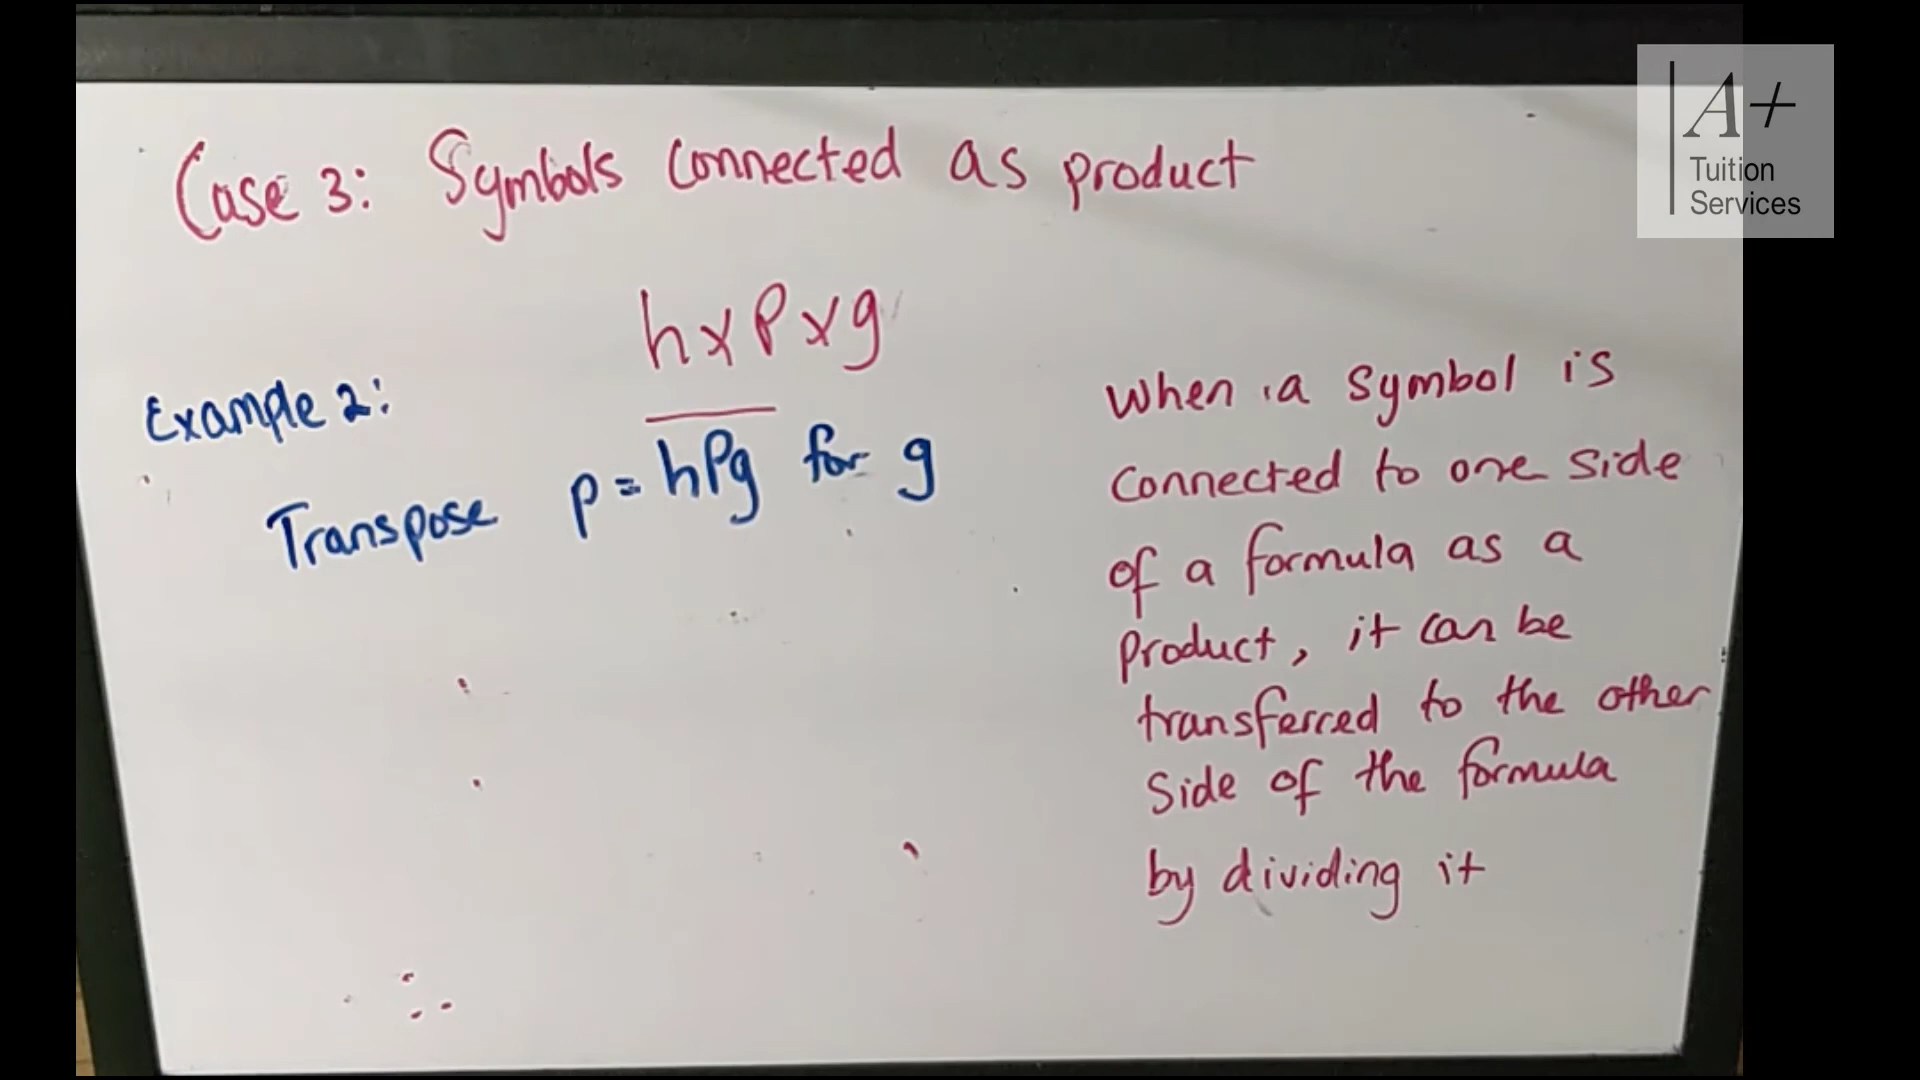 Case 3: Symbols connected as product
h x ρ x g
Example 2:
Transpose p = hρg for g
When a symbol is
connected to one side
of a formula as a
product, it can be
transferred to the other
side of the formula
by dividing it
A+
Tuition
Services